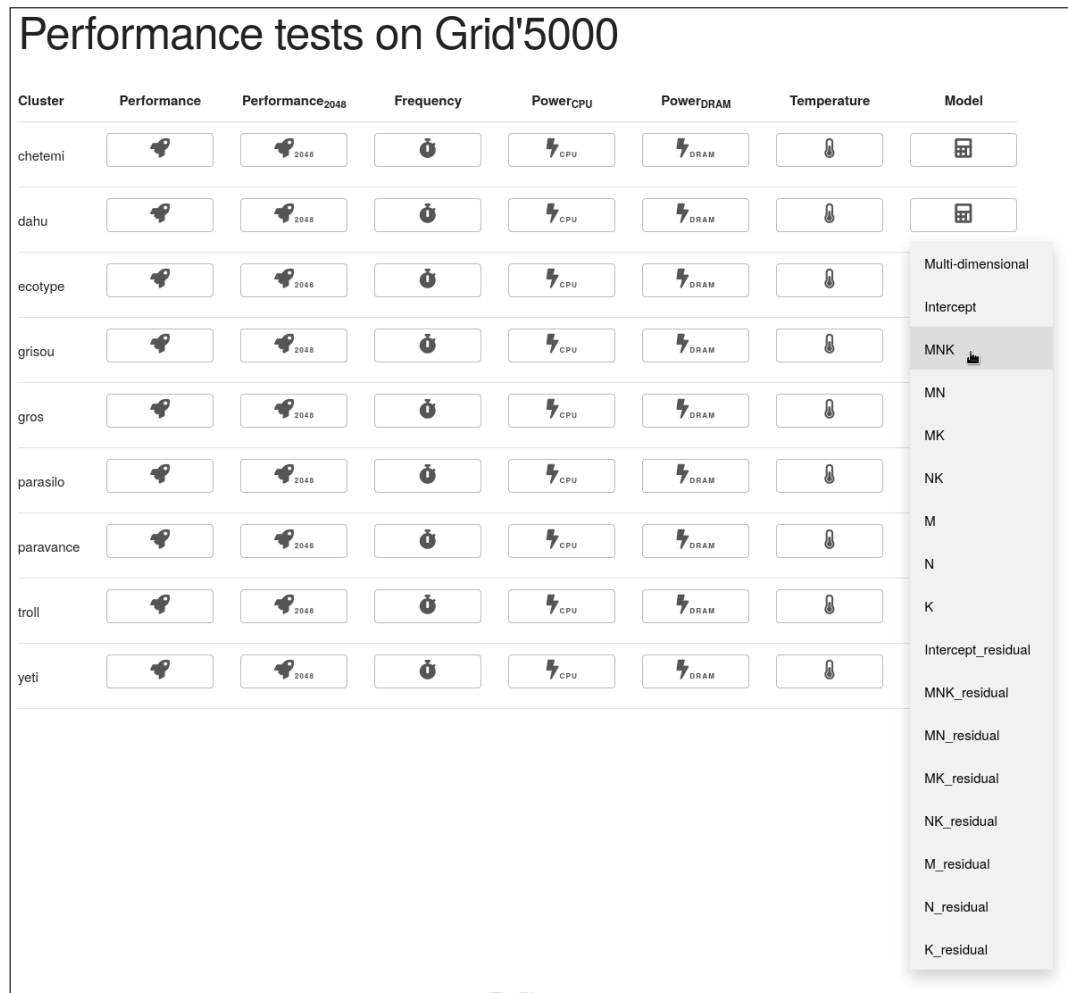 Performance tests on Grid'5000
Cluster Performance Performance2048 Frequency PowerCPU PowerDRAM Temperature Model
chetemi 2048 CPU DRAM
dahu 2048 CPU DRAM
Multi-dimensional
ecotype 2048 CPU DRAM
Intercept
grisou 2048 CPU DRAM
MNK
MN
gros 2048 CPU DRAM
MK
parasilo 2048 CPU DRAM
NK
M
paravance 2048 CPU DRAM
N
troll 2048 CPU DRAM
K
Intercept_residual
yeti 2048 CPU DRAM
MNK_residual
MN_residual
MK_residual
NK_residual
M_residual
N_residual
K_residual